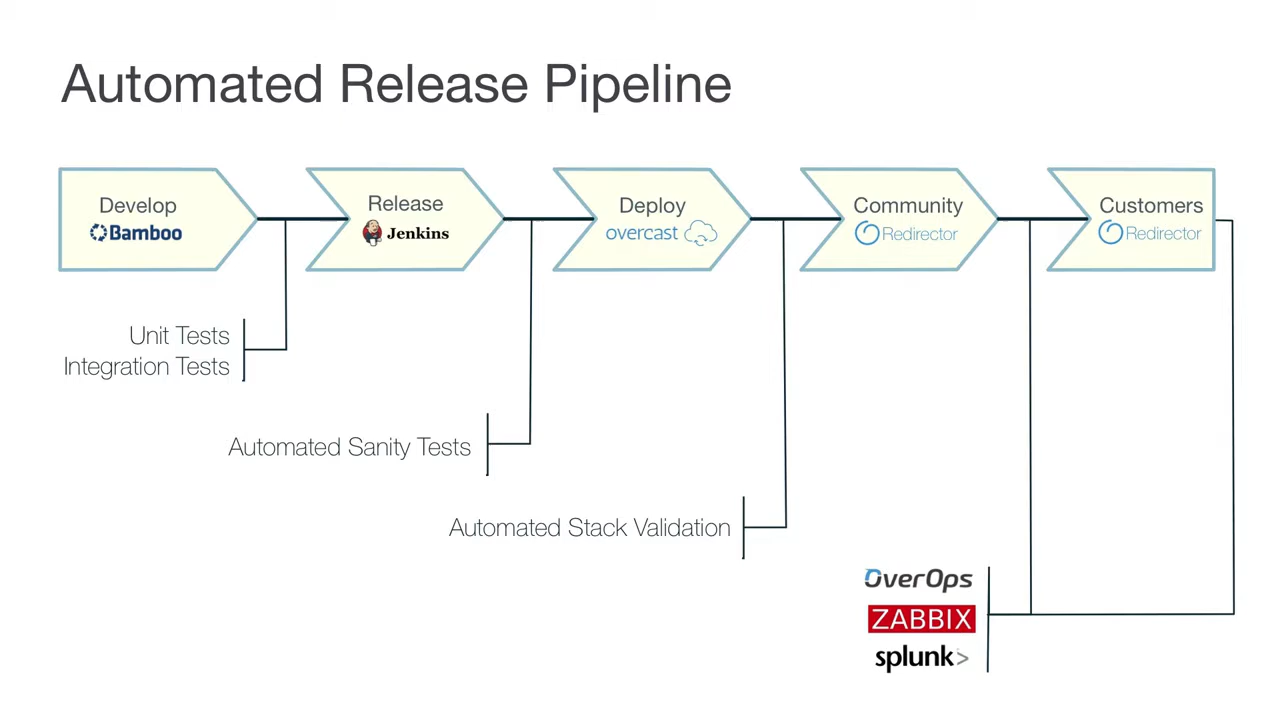 Automated Release Pipeline
Develop
Bamboo
Release
Jenkins
Deploy
overcast
Community
Redirector
Customers
Redirector
Unit Tests
Integration Tests
Automated Sanity Tests
Automated Stack Validation
OverOps
ZABBIX
splunk>